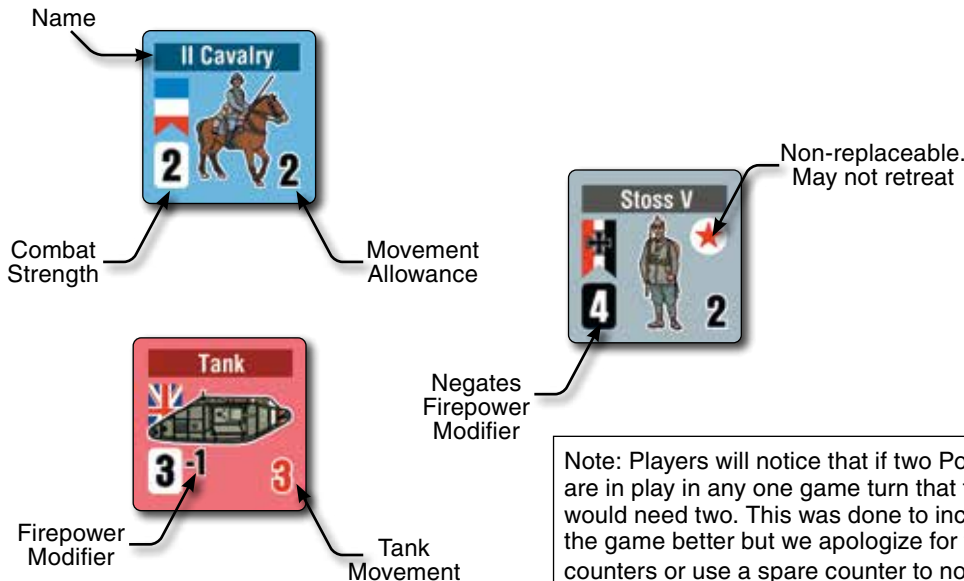 Name
II Cavalry
2
2
Combat
Strength
Movement
Allowance
Non-replaceable.
May not retreat
Stoss V
4
2
Negates
Firepower
Modifier
Tank
3
-1
3
Firepower
Modifier
Tank
Movement
Note: Players will notice that if two Po
are in play in any one game turn that
would need two. This was done to inc
the game better but we apologize for
counters or use a spare counter to no